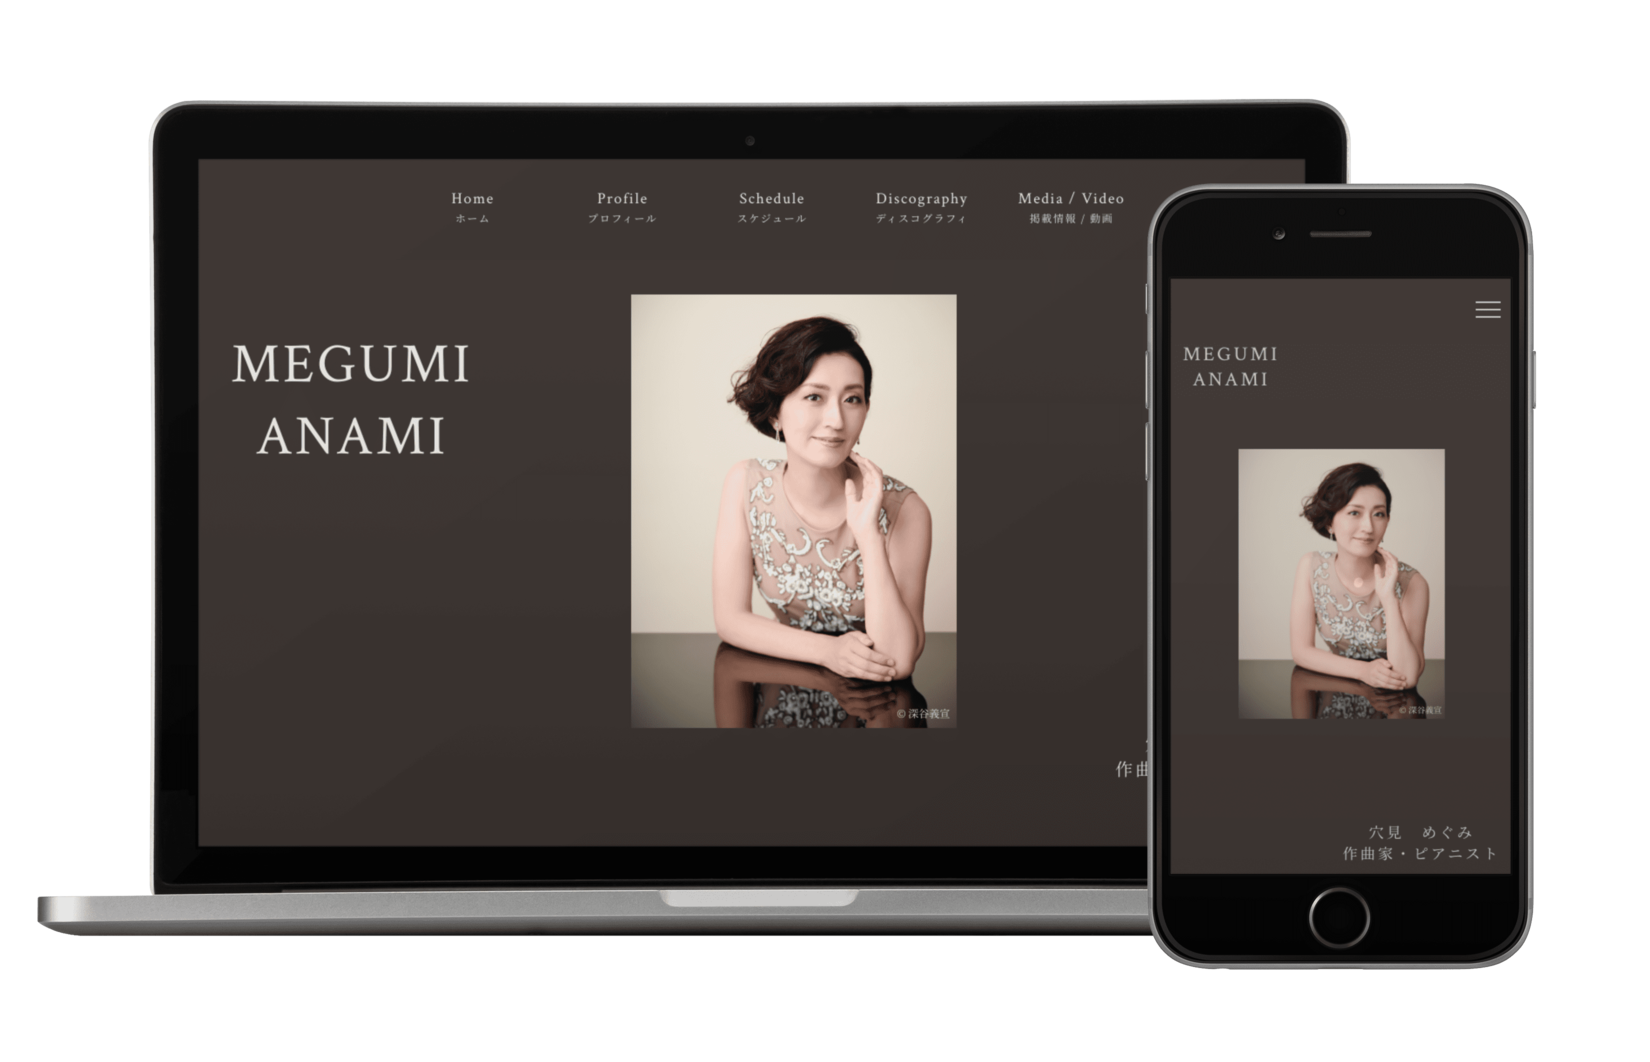 Home
ホーム
Profile
プロフィール
Schedule
スケジュール
Discography
ディスコグラフィ
Media / Video
掲載情報 / 動画
MEGUMI
ANAMI
© 深谷義宣
作曲
MEGUMI
ANAMI
© 深谷義宣
穴見　めぐみ
作曲家・ピアニスト